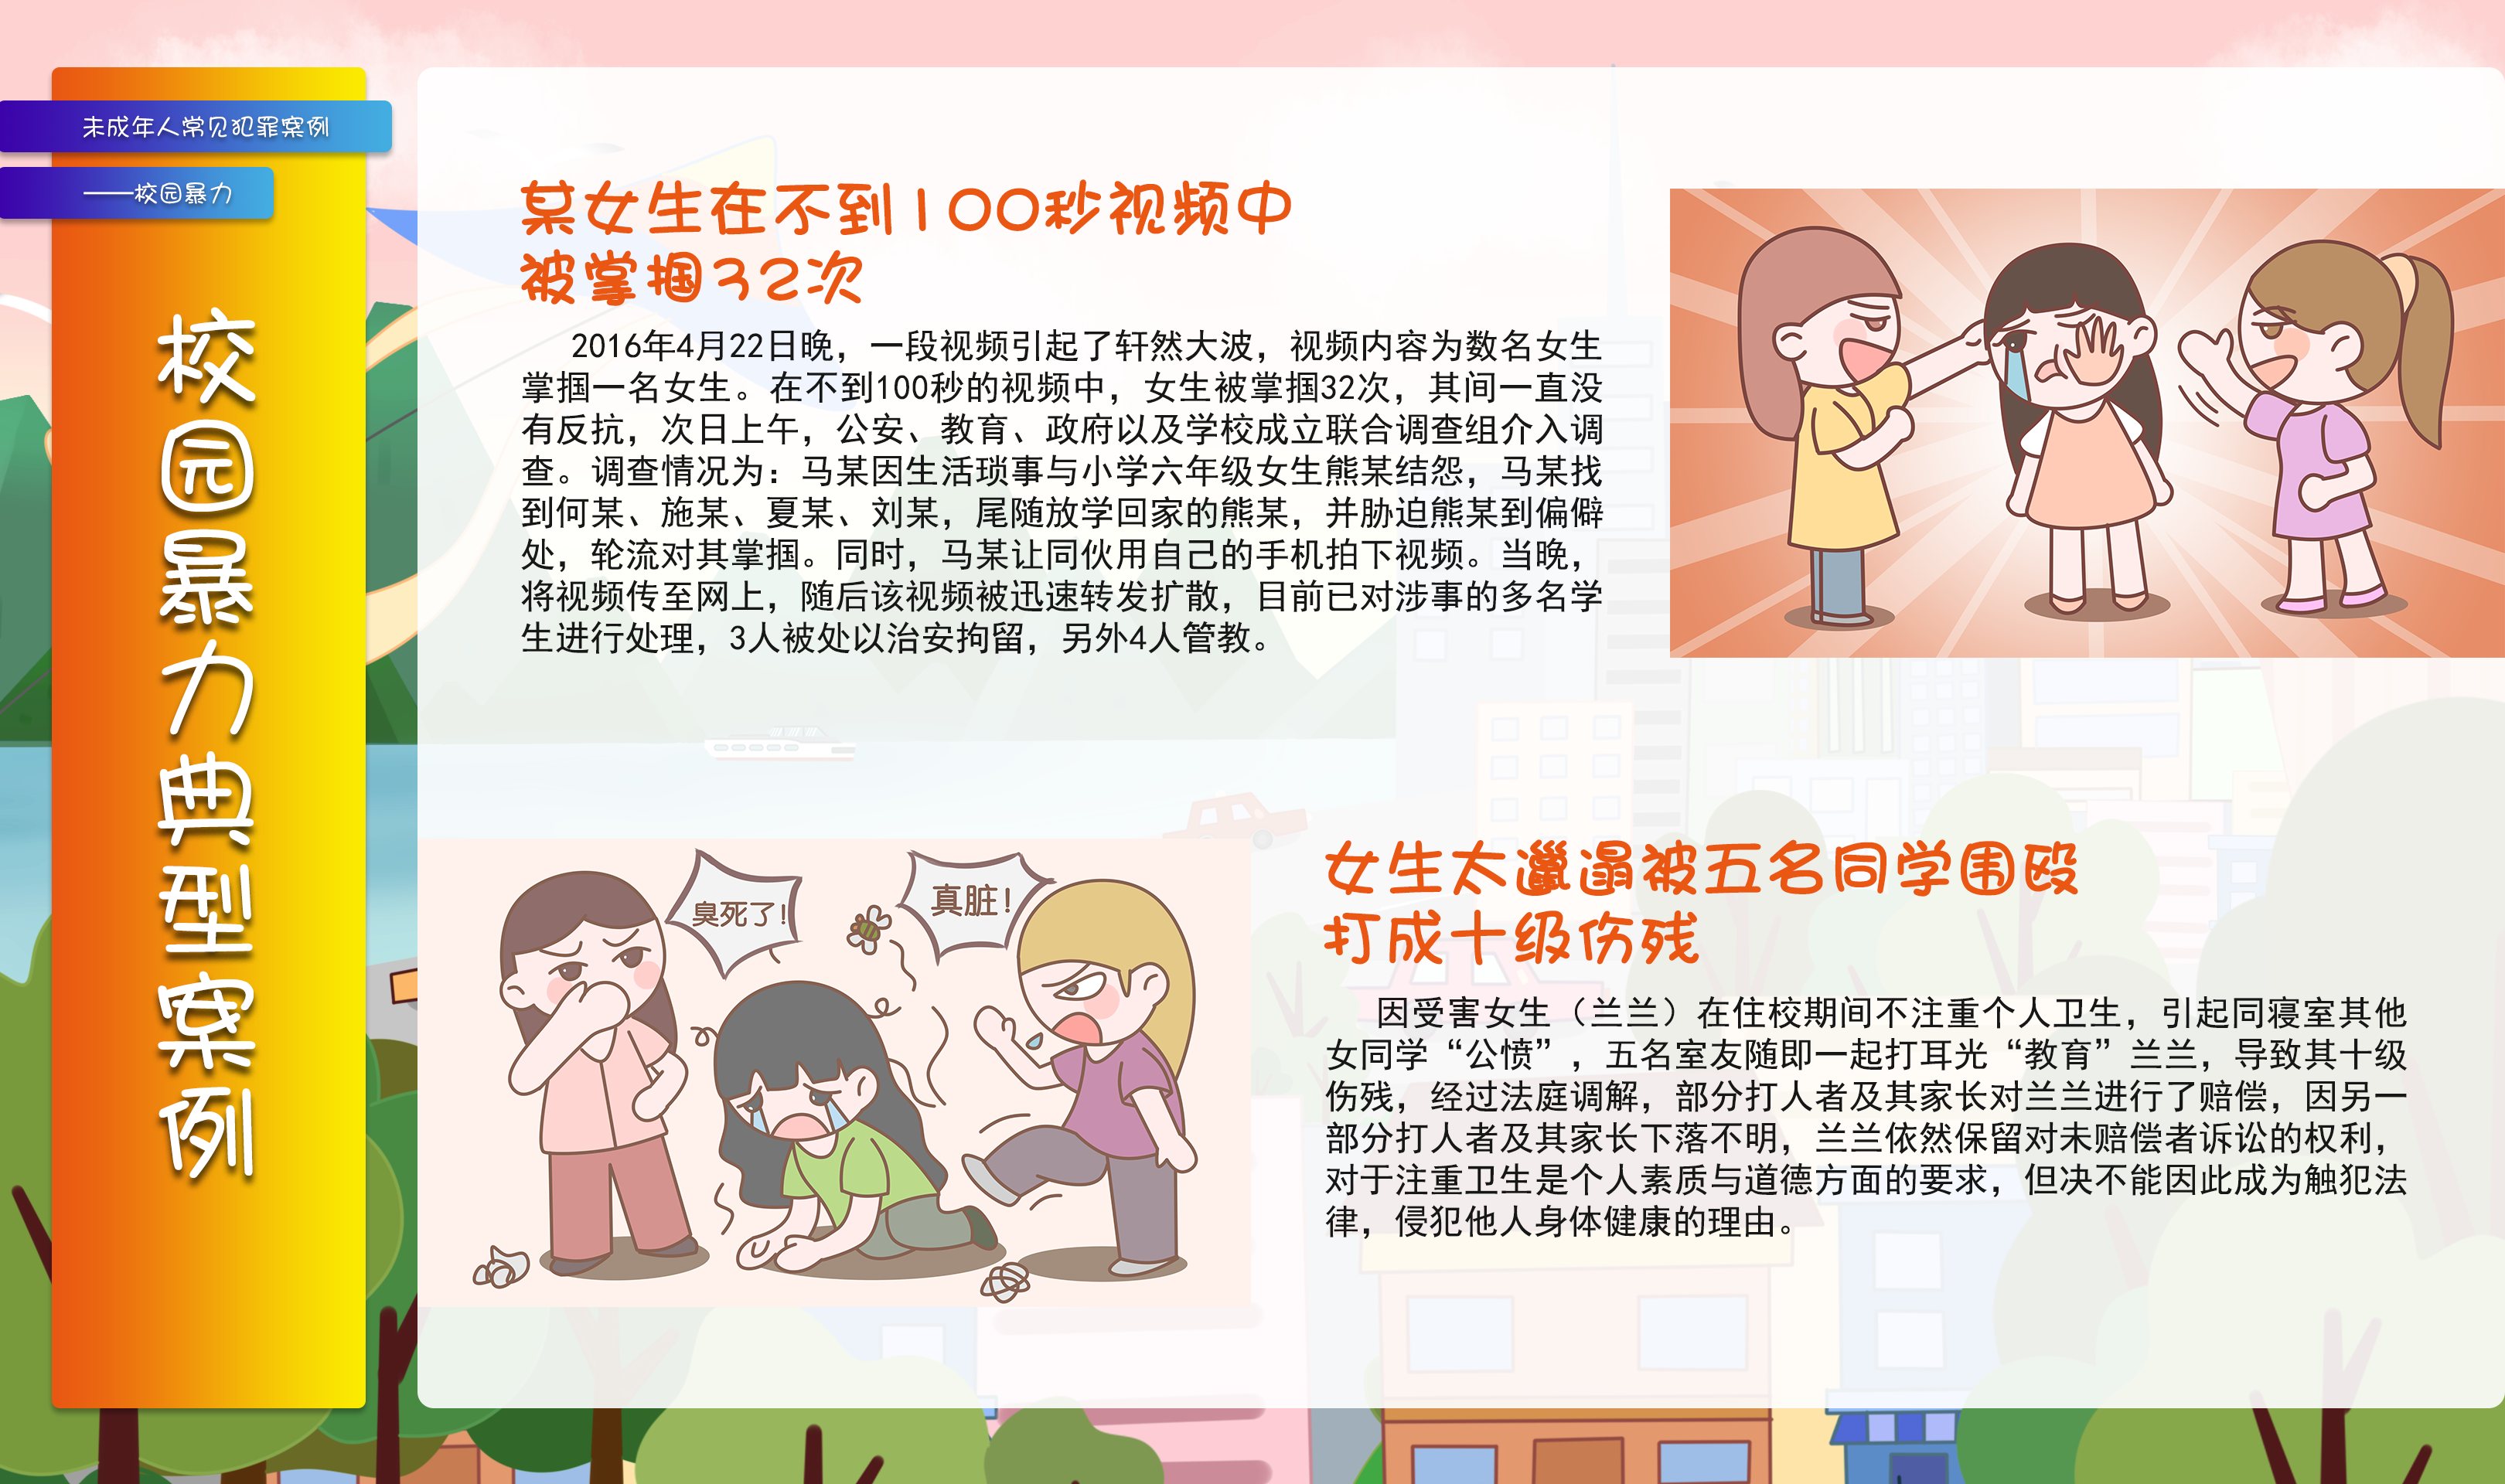 未成年人常见犯罪案例
——校园暴力
校园暴力典型案例
某女生在不到100秒视频中
被掌掴32次
2016年4月22日晚，一段视频引起了轩然大波，视频内容为数名女生
掌掴一名女生。在不到100秒的视频中，女生被掌掴32次，其间一直没
有反抗，次日上午，公安、教育、政府以及学校成立联合调查组介入调
查。调查情况为：马某因生活琐事与小学六年级女生熊某结怨，马某找
到何某、施某、夏某、刘某，尾随放学回家的熊某，并胁迫熊某到偏僻
处，轮流对其掌掴。同时，马某让同伙用自己的手机拍下视频。当晚，
将视频传至网上，随后该视频被迅速转发扩散，目前已对涉事的多名学
生进行处理，3人被处以治安拘留，另外4人管教。
臭死了！
真脏！
女生太邋遢被五名同学围殴
打成十级伤残
因受害女生（兰兰）在住校期间不注重个人卫生，引起同寝室其他
女同学“公愤”，五名室友随即一起打耳光“教育”兰兰，导致其十级
伤残，经过法庭调解，部分打人者及其家长对兰兰进行了赔偿，因另一
部分打人者及其家长下落不明，兰兰依然保留对未赔偿者诉讼的权利，
对于注重卫生是个人素质与道德方面的要求，但决不能因此成为触犯法
律，侵犯他人身体健康的理由。